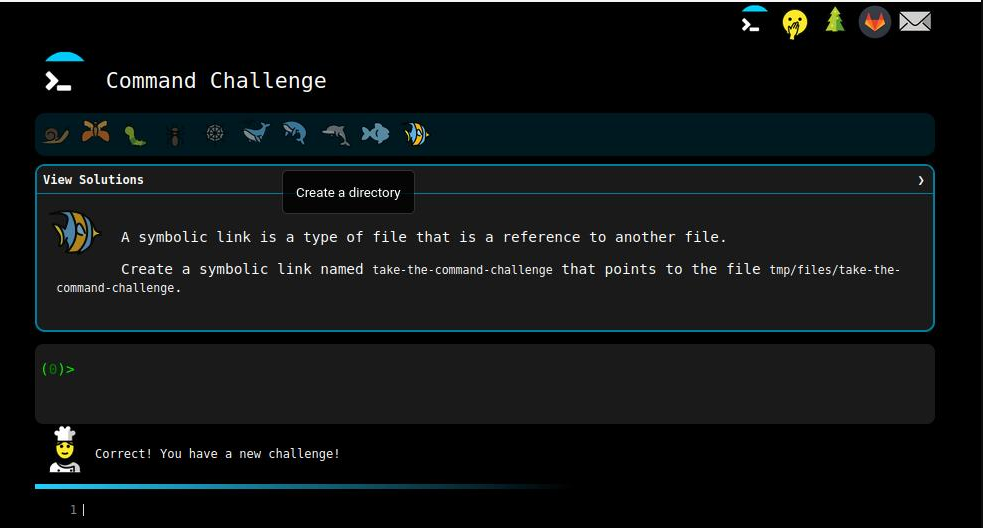 Command Challenge
View Solutions ❯
Create a directory
A symbolic link is a type of file that is a reference to another file.
Create a symbolic link named take-the-command-challenge that points to the file tmp/files/take-the-
command-challenge.
(0)>
Correct! You have a new challenge!
1